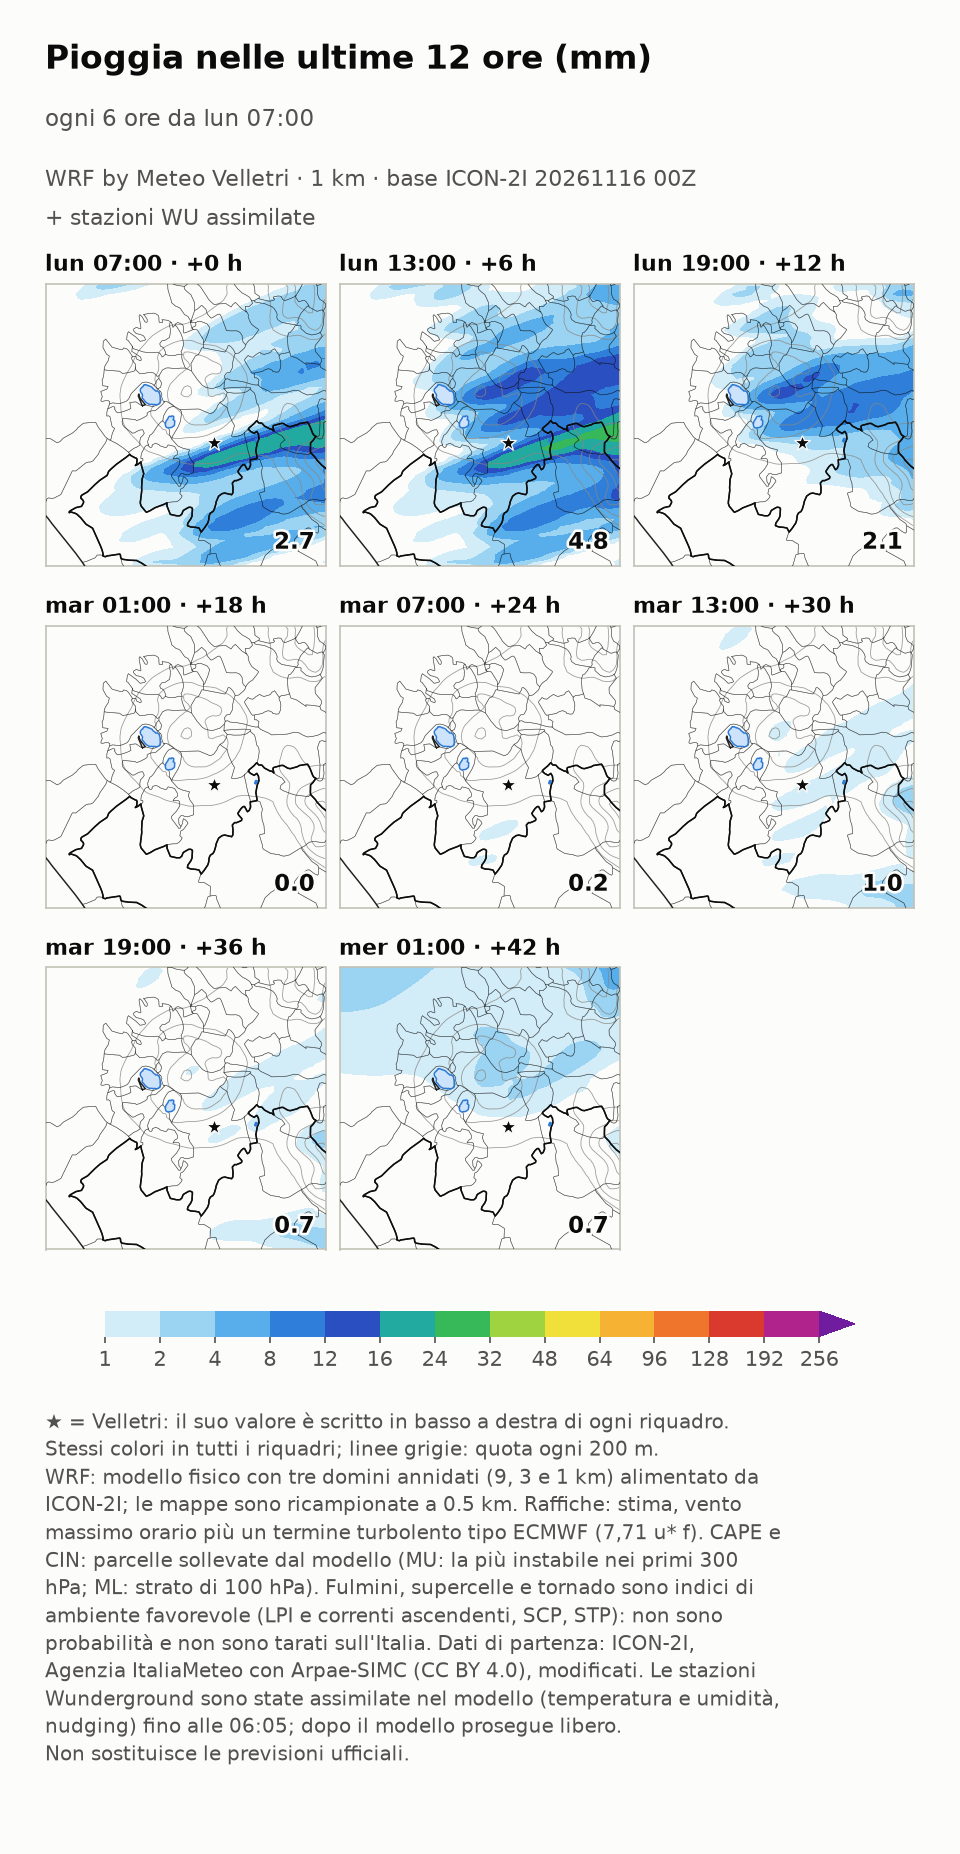 Pioggia nelle ultime 12 ore (mm)
ogni 6 ore da lun 07:00
WRF by Meteo Velletri · 1 km · base ICON-2I 20261116 00Z
+ stazioni WU assimilate
lun 07:00 · +0 h
lun 13:00 · +6 h
lun 19:00 · +12 h
2.7
4.8
2.1
mar 01:00 · +18 h
mar 07:00 · +24 h
mar 13:00 · +30 h
0.0
0.2
1.0
mar 19:00 · +36 h
mer 01:00 · +42 h
0.7
0.7
1 2 4 8 12 16 24 32 48 64 96 128 192 256
★ = Velletri: il suo valore è scritto in basso a destra di ogni riquadro.
Stessi colori in tutti i riquadri; linee grigie: quota ogni 200 m.
WRF: modello fisico con tre domini annidati (9, 3 e 1 km) alimentato da
ICON-2I; le mappe sono ricampionate a 0.5 km. Raffiche: stima, vento
massimo orario più un termine turbolento tipo ECMWF (7,71 u* f). CAPE e
CIN: parcelle sollevate dal modello (MU: la più instabile nei primi 300
hPa; ML: strato di 100 hPa). Fulmini, supercelle e tornado sono indici di
ambiente favorevole (LPI e correnti ascendenti, SCP, STP): non sono
probabilità e non sono tarati sull'Italia. Dati di partenza: ICON-2I,
Agenzia ItaliaMeteo con Arpae-SIMC (CC BY 4.0), modificati. Le stazioni
Wunderground sono state assimilate nel modello (temperatura e umidità,
nudging) fino alle 06:05; dopo il modello prosegue libero.
Non sostituisce le previsioni ufficiali.